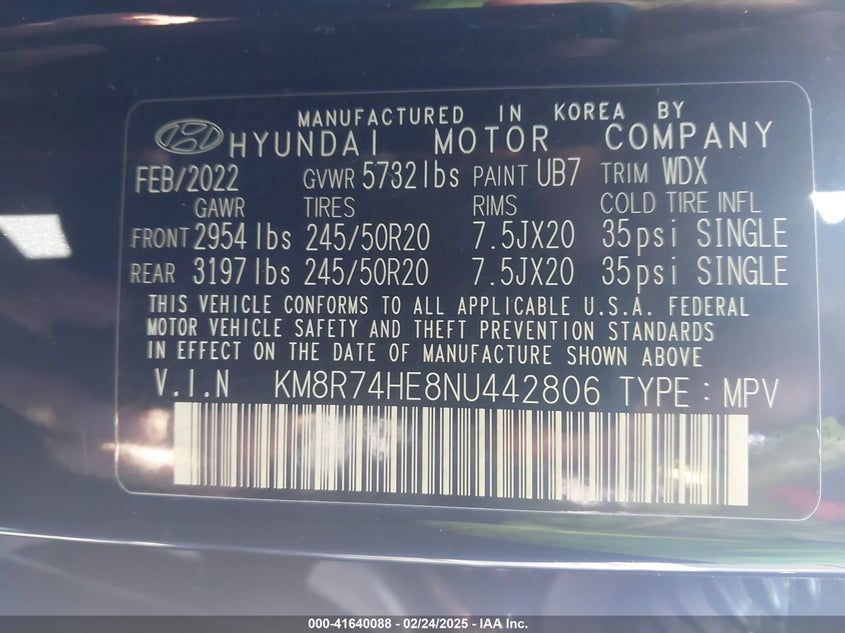 MANUFACTURED IN KOREA BY
HYUNDAI MOTOR COMPANY
FEB/2022 GVWR 5732lbs PAINT UB7 TRIM WDX
GAWR TIRES RIMS COLD TIRE INFL
FRONT 2954lbs 245/50R20 7.5JX20 35psi SINGLE
REAR 3197lbs 245/50R20 7.5JX20 35psi SINGLE
THIS VEHICLE CONFORMS TO ALL APPLICABLE U.S.A. FEDERAL
MOTOR VEHICLE SAFETY AND THEFT PREVENTION STANDARDS
IN EFFECT ON THE DATE OF MANUFACTURE SHOWN ABOVE
V.I.N KM8R74HE8NU442806 TYPE : MPV
000-41640088 - 02/24/2025 - IAA Inc.